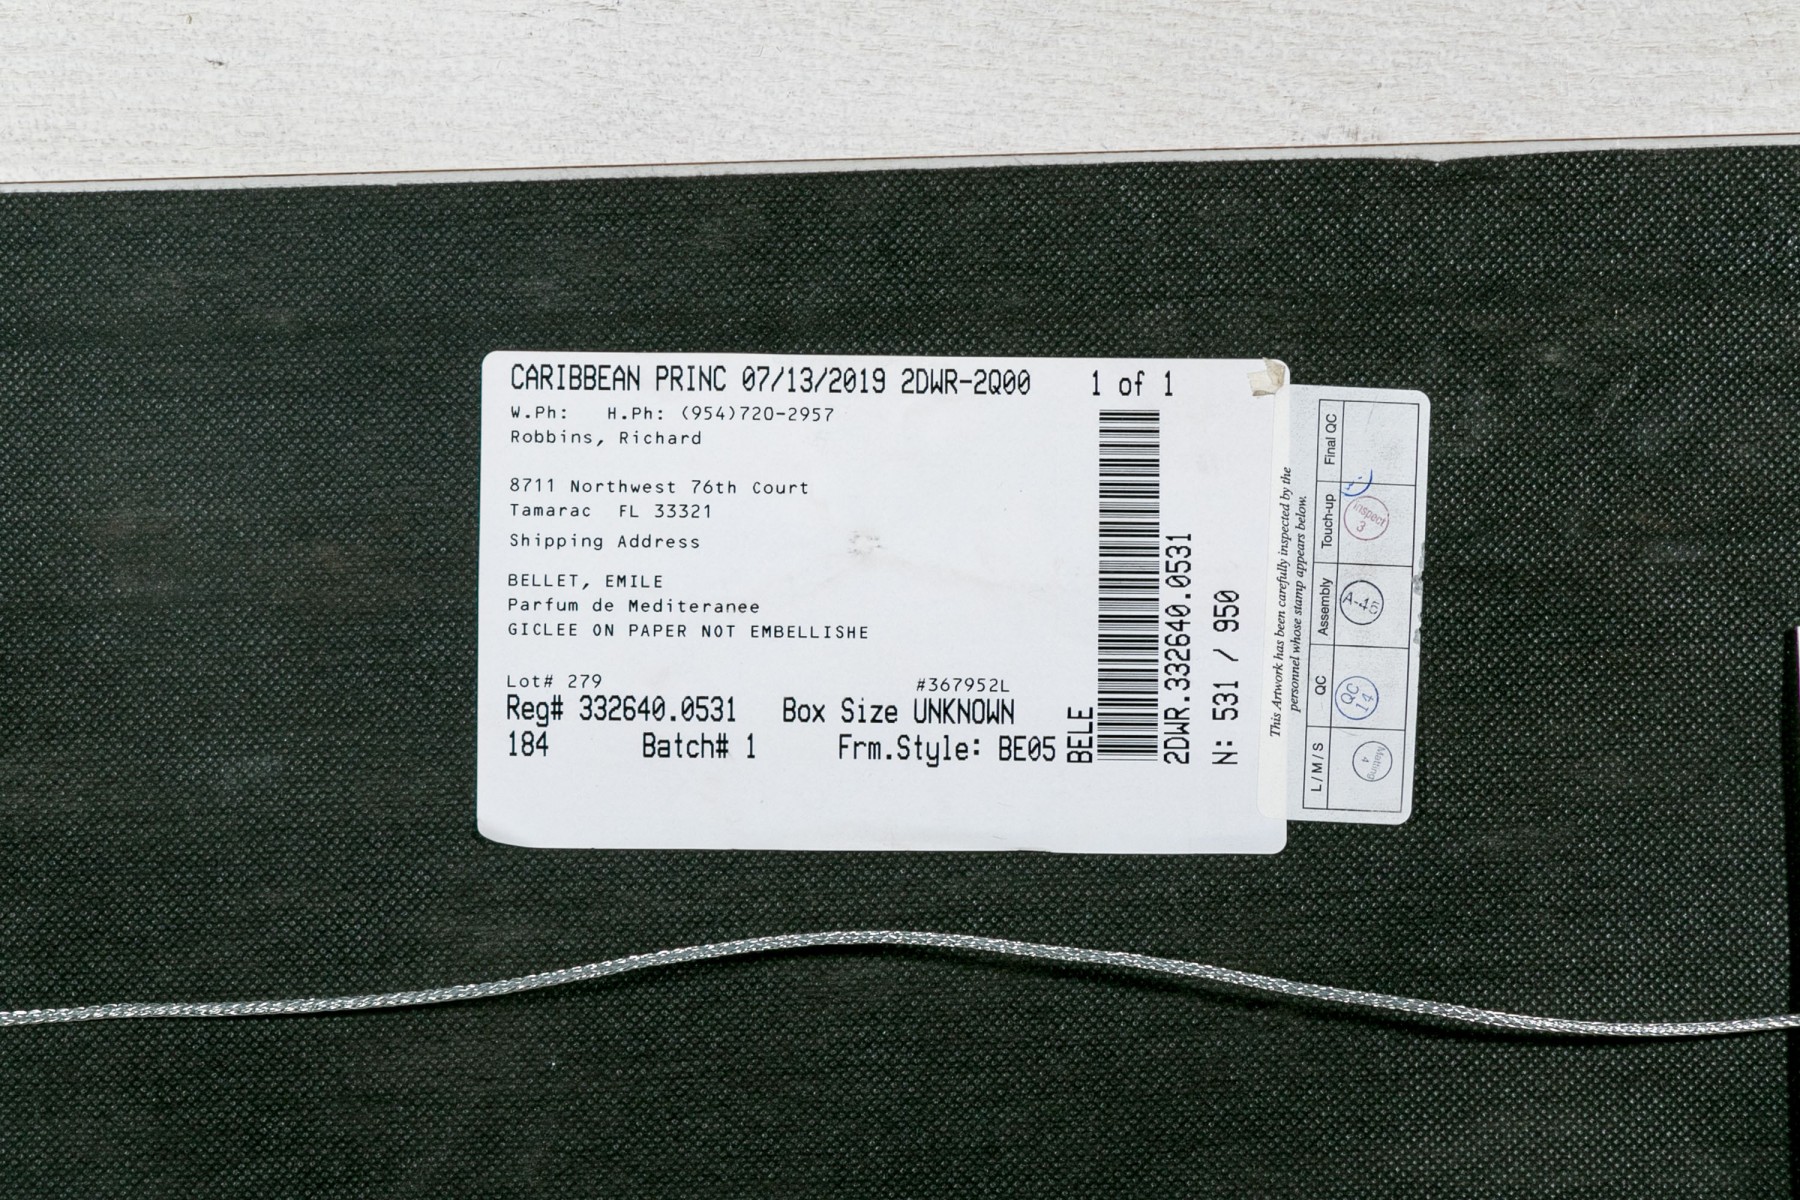 CARIBBEAN PRINC 07/13/2019 2DWR-2Q00 1 of 1
W.Ph: H.Ph: (954)720-2957
Robbins, Richard
8711 Northwest 76th Court
Tamarac FL 33321
Shipping Address
BELLET, EMILE
Parfum de Mediteranee
GICLEE ON PAPER NOT EMBELLISHE
Lot# 279 #367952L
Reg# 332640.0531 Box Size UNKNOWN
184 Batch# 1 Frm.Style: BE05
BELE
2DWR.332640.0531
N: 531 / 950
This Artwork has been carefully inspected by the
personnel whose stamp appears below.
L/M/S QC Assembly Touch-up Final QC
Matting 4
QC 14
A-45
Inspect 3